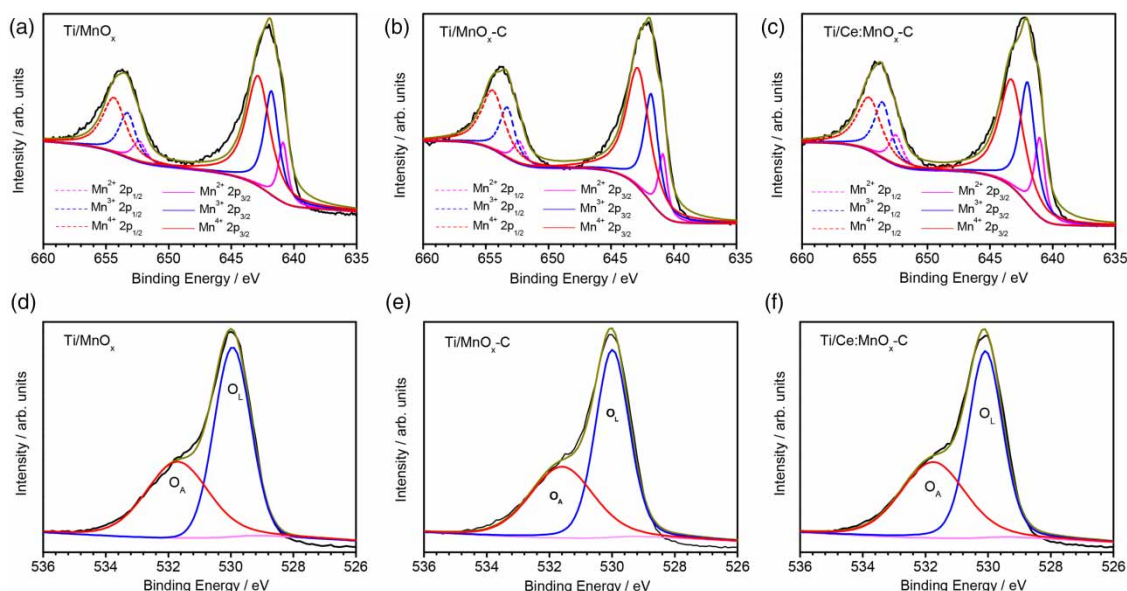 (a)
Ti/MnOₓ
Intensity / arb. units
Mn²⁺ 2p₁/₂ Mn²⁺ 2p₃/₂
Mn³⁺ 2p₁/₂ Mn³⁺ 2p₃/₂
Mn⁴⁺ 2p₁/₂ Mn⁴⁺ 2p₃/₂
660 655 650 645 640 635
Binding Energy / eV
(b)
Ti/MnOₓ-C
Intensity / arb. units
Mn²⁺ 2p₁/₂ Mn²⁺ 2p₃/₂
Mn³⁺ 2p₁/₂ Mn³⁺ 2p₃/₂
Mn⁴⁺ 2p₁/₂ Mn⁴⁺ 2p₃/₂
660 655 650 645 640 635
Binding Energy / eV
(c)
Ti/Ce:MnOₓ-C
Intensity / arb. units
Mn²⁺ 2p₁/₂ Mn²⁺ 2p₃/₂
Mn³⁺ 2p₁/₂ Mn³⁺ 2p₃/₂
Mn⁴⁺ 2p₁/₂ Mn⁴⁺ 2p₃/₂
660 655 650 645 640 635
Binding Energy / eV
(d)
Ti/MnOₓ
Intensity / arb. units
O_L
O_A
536 534 532 530 528 526
Binding Energy / eV
(e)
Ti/MnOₓ-C
Intensity / arb. units
O_L
O_A
536 534 532 530 528 526
Binding Energy / eV
(f)
Ti/Ce:MnOₓ-C
Intensity / arb. units
O_L
O_A
536 534 532 530 528 526
Binding Energy / eV